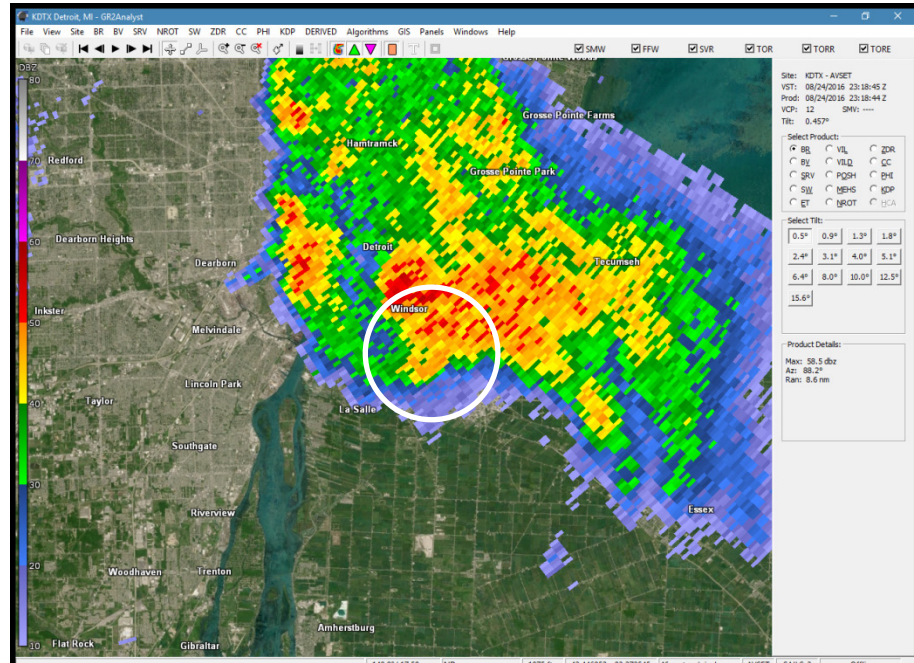 KDTX Detroit, MI - GR2Analyst
File View Site BR BV SRV NROT SW ZDR CC PHI KDP DERIVED Algorithms GIS Panels Windows Help
SMW FFW SVR TOR TORR TORE
DBZ
80
70
60
50
40
30
20
10
Grosse Pointe Woods
Grosse Pointe Farms
Hamtramck
Redford
Grosse Pointe Park
Dearborn Heights
Detroit
Dearborn
Tecumseh
Inkster
Windsor
Melvindale
Lincoln Park
Taylor
La Salle
Southgate
Riverview
Essex
Woodhaven
Trenton
Amherstburg
Flat Rock
Gibraltar
Site: KDTX - AVSET
VST: 08/24/2016 23:18:45 Z
Prod: 08/24/2016 23:18:44 Z
VCP: 12 SMV: ----
Tilt: 0.457°
Select Product:
BR VIL ZDR
BV VILD CC
SRV POSH PHI
SW MEHS KDP
ET NROT HCA
Select Tilt:
0.5° 0.9° 1.3° 1.8°
2.4° 3.1° 4.0° 5.1°
6.4° 8.0° 10.0° 12.5°
15.6°
Product Details:
Max: 58.5 dbz
Az: 88.2°
Ran: 8.6 nm